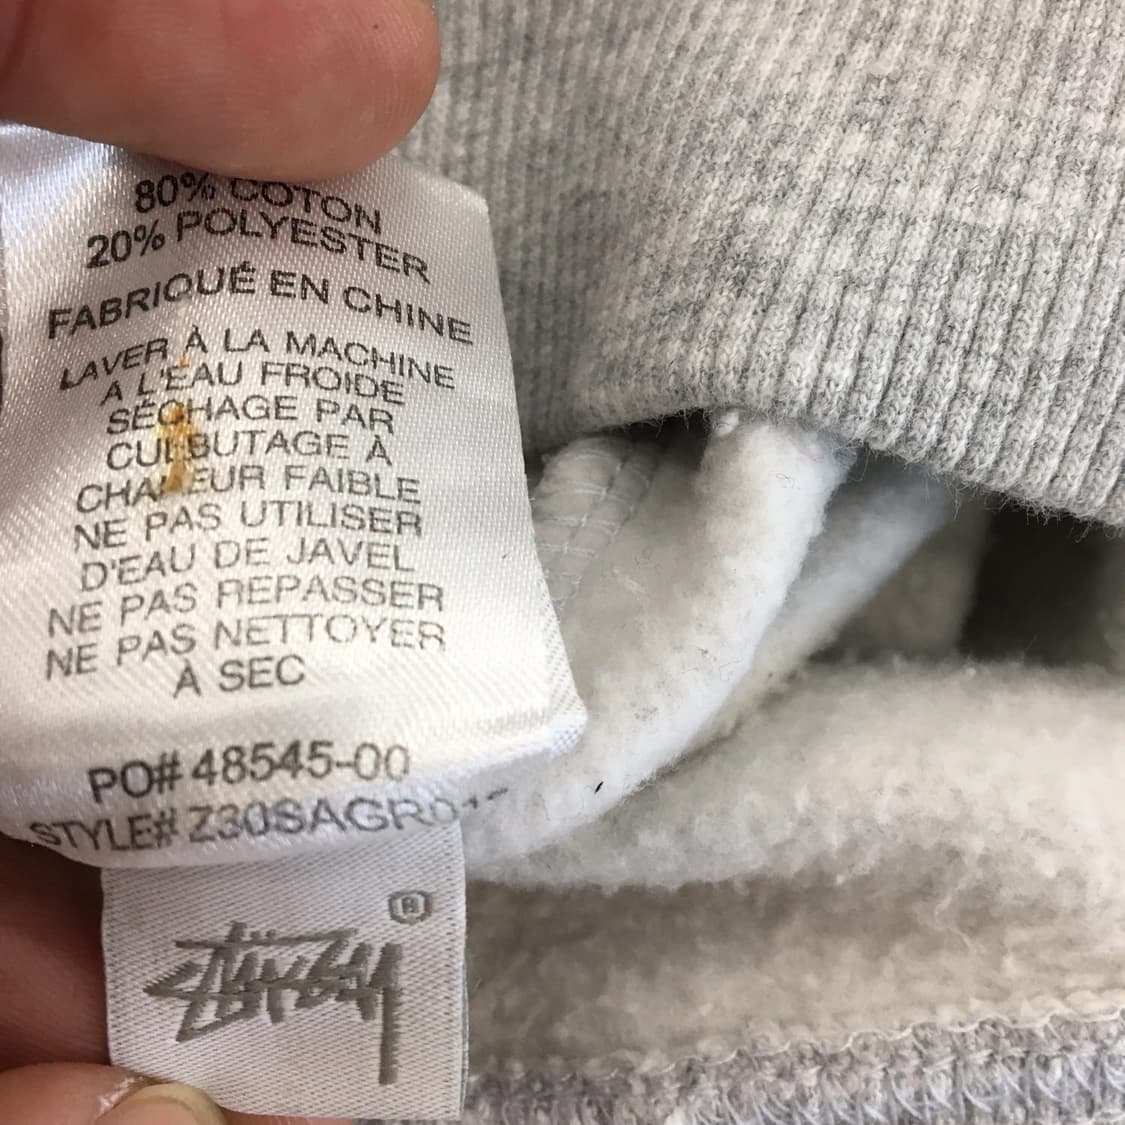 80% COTON
20% POLYESTER
FABRIQUÉ EN CHINE
LAVER À LA MACHINE
A L'EAU FROIDE
SÉCHAGE PAR
CULBUTAGE À
CHALEUR FAIBLE
NE PAS UTILISER
D'EAU DE JAVEL
NE PAS REPASSER
NE PAS NETTOYER
À SEC
PO# 48545-00
STYLE#
®
Stüssy